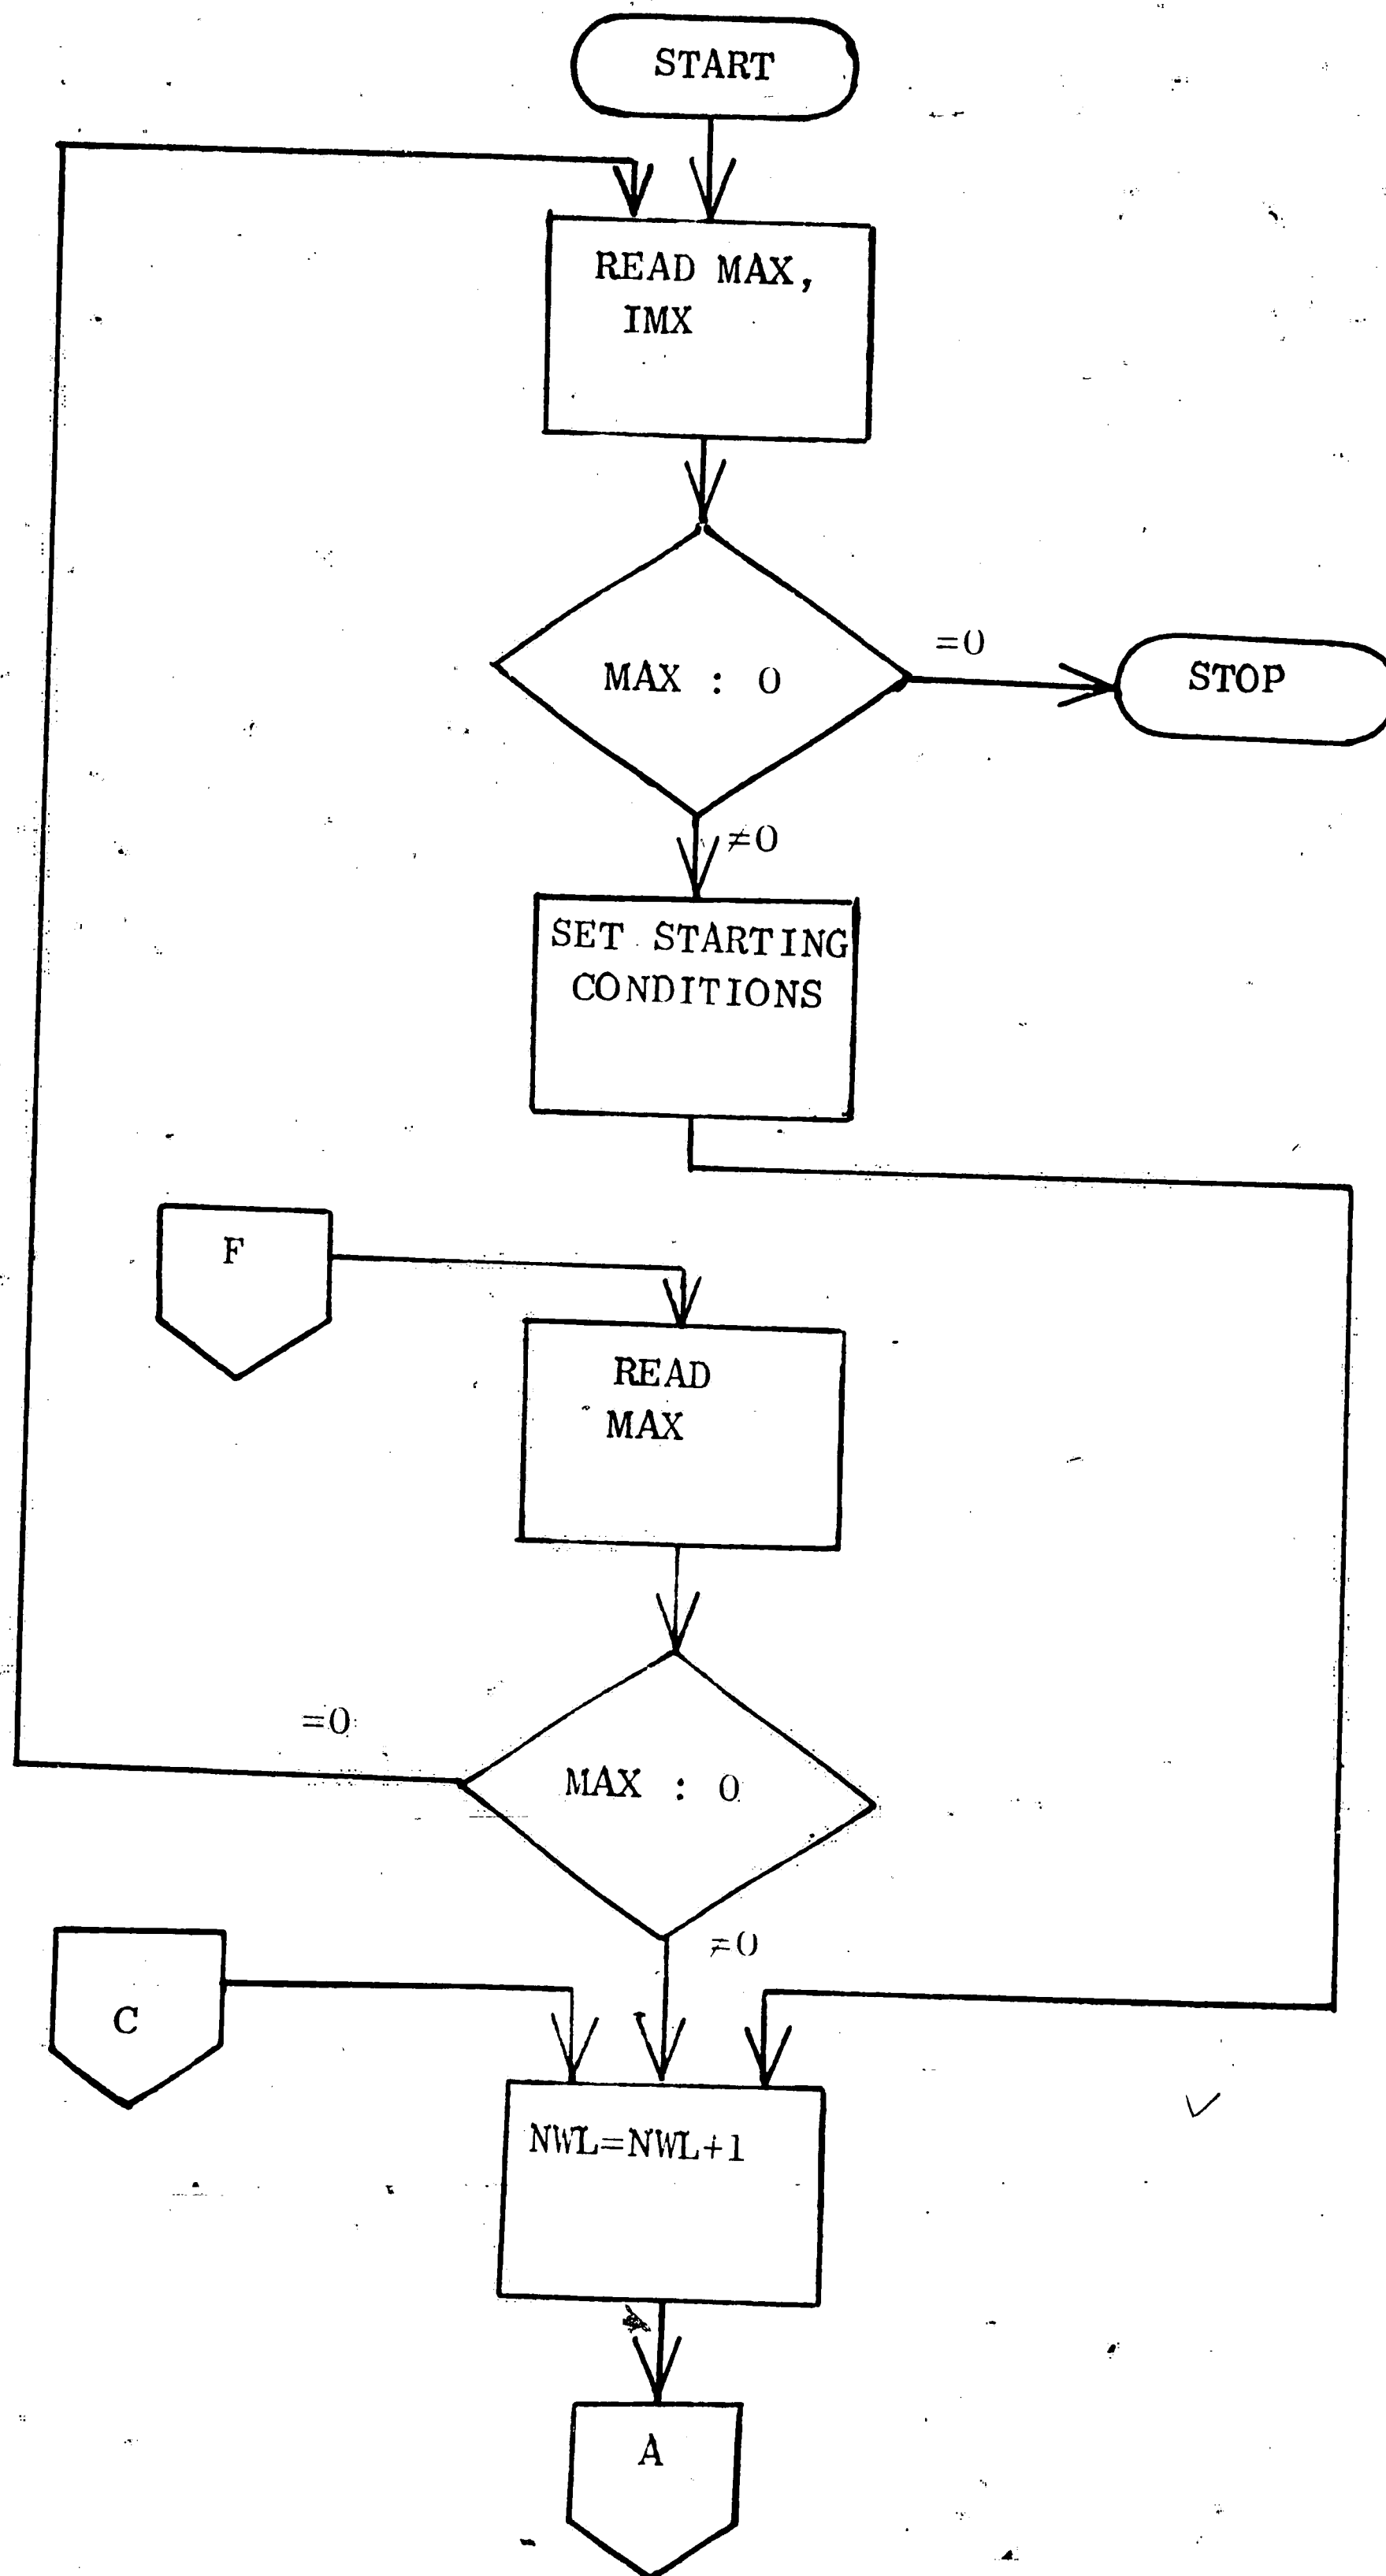 START
READ MAX,
IMX
MAX : 0
=0
STOP
≠0
SET STARTING
CONDITIONS
F
READ
MAX
=0
MAX : 0
≠0
C
NWL=NWL+1
A